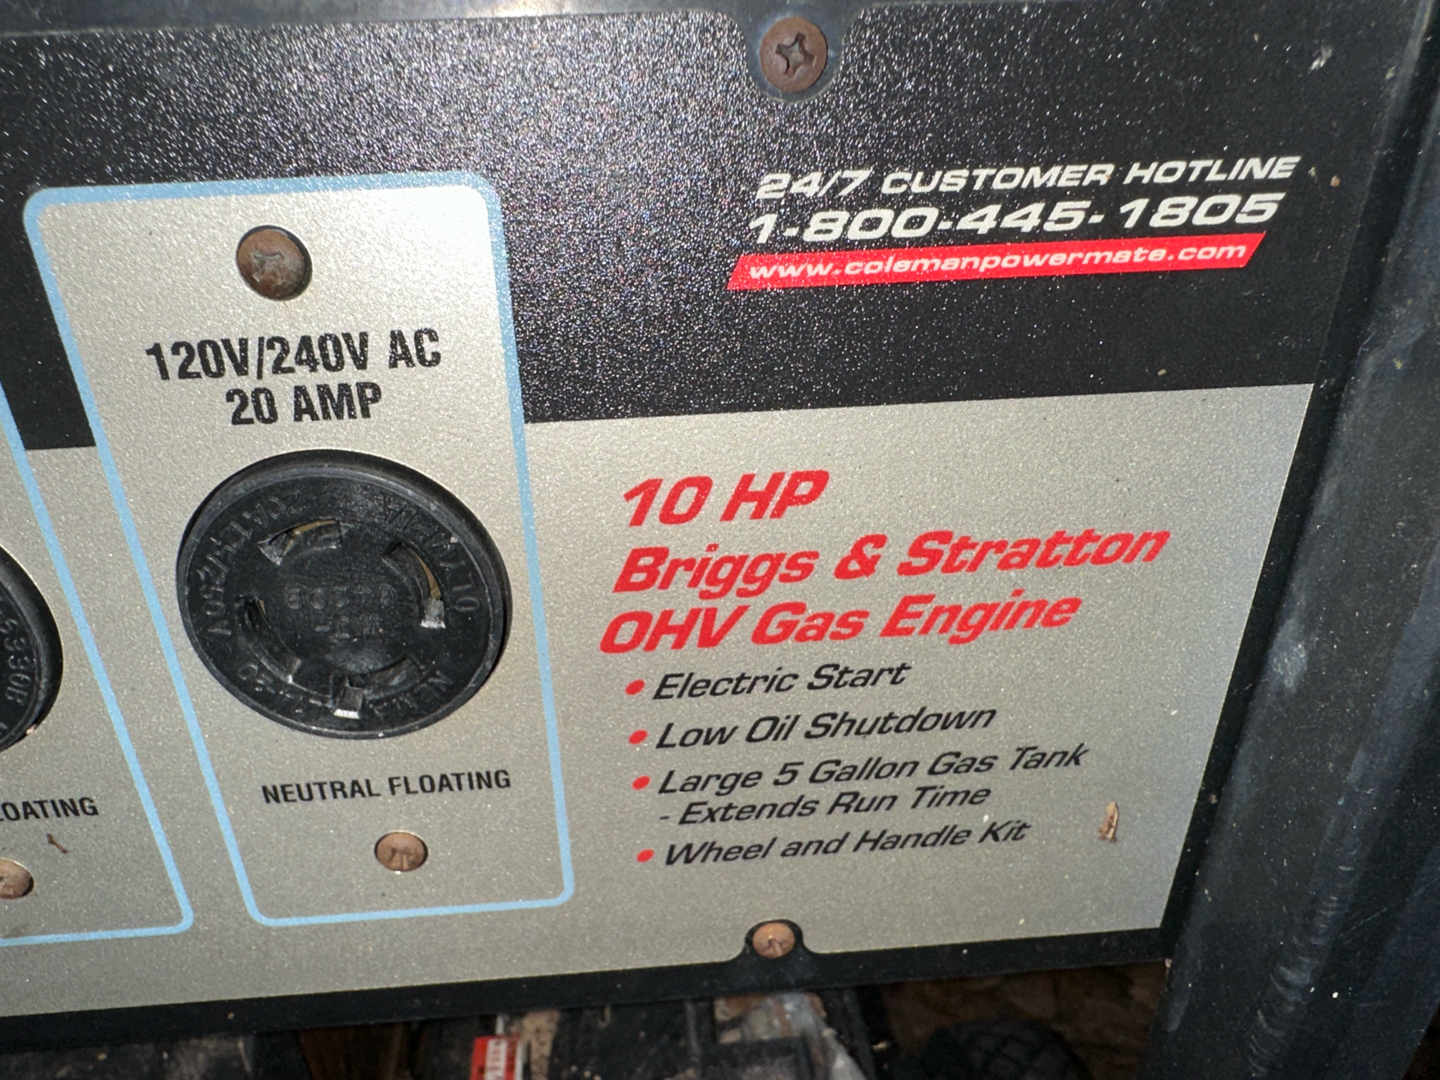 24/7 CUSTOMER HOTLINE
1-800-445-1805
www.colemanpowermate.com
120V/240V AC
20 AMP
NEUTRAL FLOATING
OATING
10 HP
Briggs & Stratton
OHV Gas Engine
• Electric Start
• Low Oil Shutdown
• Large 5 Gallon Gas Tank
- Extends Run Time
• Wheel and Handle Kit